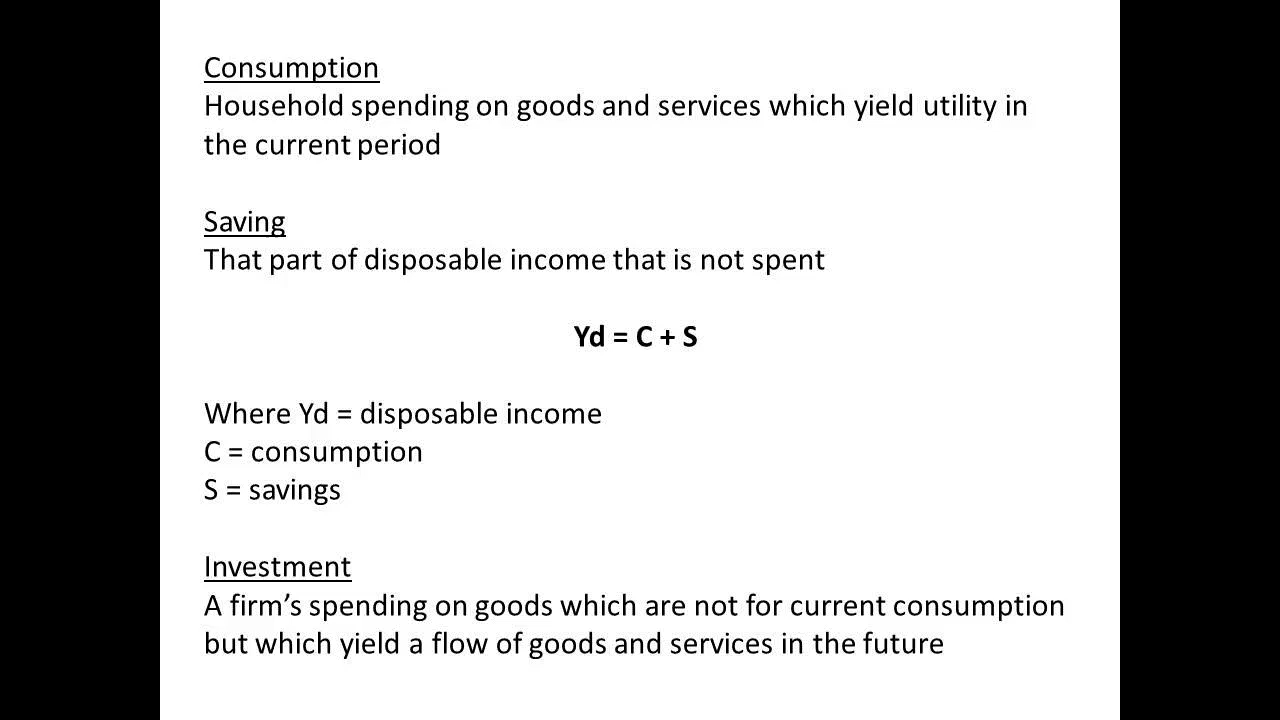 Consumption
Household spending on goods and services which yield utility in
the current period
Saving
That part of disposable income that is not spent
Yd = C + S
Where Yd = disposable income
C = consumption
S = savings
Investment
A firm’s spending on goods which are not for current consumption
but which yield a flow of goods and services in the future